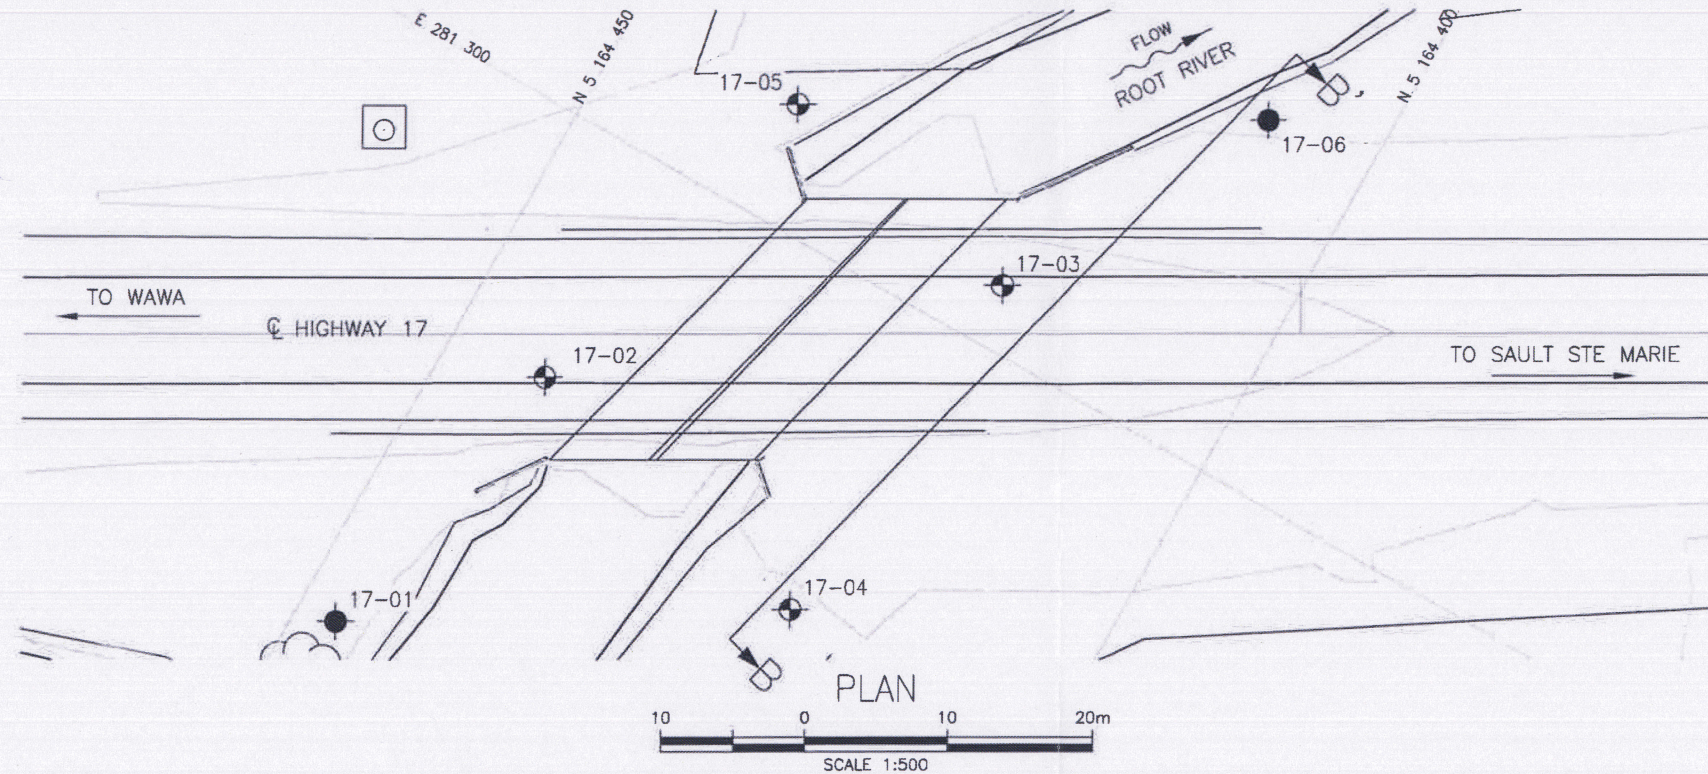 E 281 300
N 5 164 450
FLOW
ROOT RIVER
N 5 164 400
B'
17-05
17-06
17-03
TO WAWA
℄ HIGHWAY 17
17-02
TO SAULT STE MARIE
17-01
17-04
B
PLAN
10 0 10 20m
SCALE 1:500